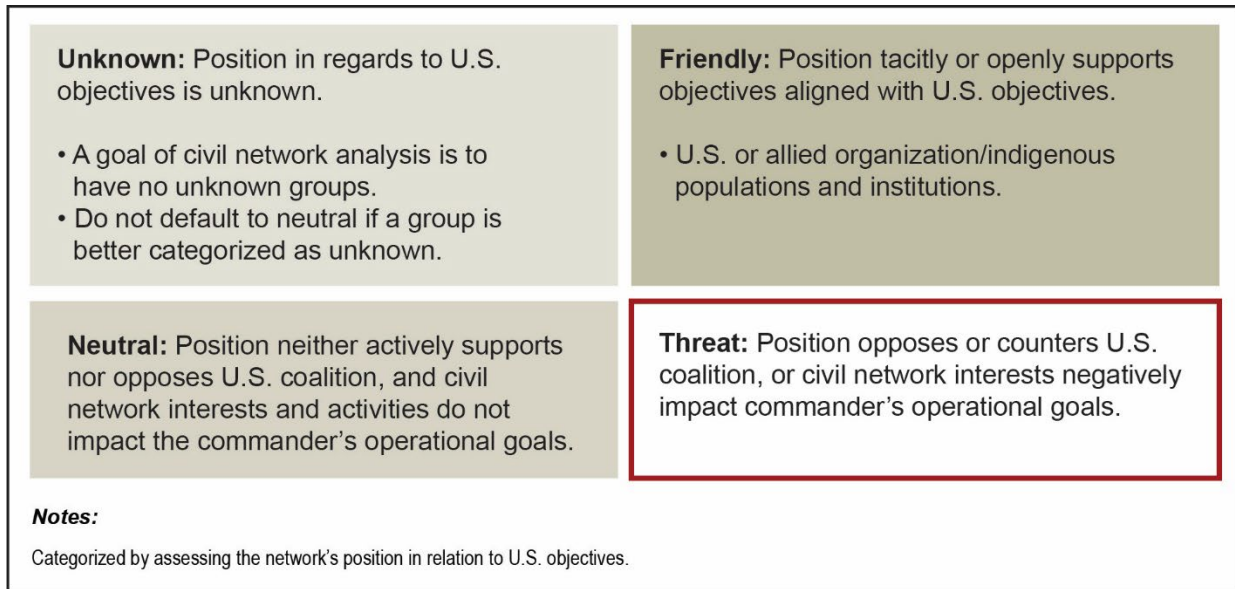 Unknown: Position in regards to U.S.
objectives is unknown.
• A goal of civil network analysis is to
have no unknown groups.
• Do not default to neutral if a group is
better categorized as unknown.
Friendly: Position tacitly or openly supports
objectives aligned with U.S. objectives.
• U.S. or allied organization/indigenous
populations and institutions.
Neutral: Position neither actively supports
nor opposes U.S. coalition, and civil
network interests and activities do not
impact the commander’s operational goals.
Threat: Position opposes or counters U.S.
coalition, or civil network interests negatively
impact commander’s operational goals.
Notes:
Categorized by assessing the network’s position in relation to U.S. objectives.